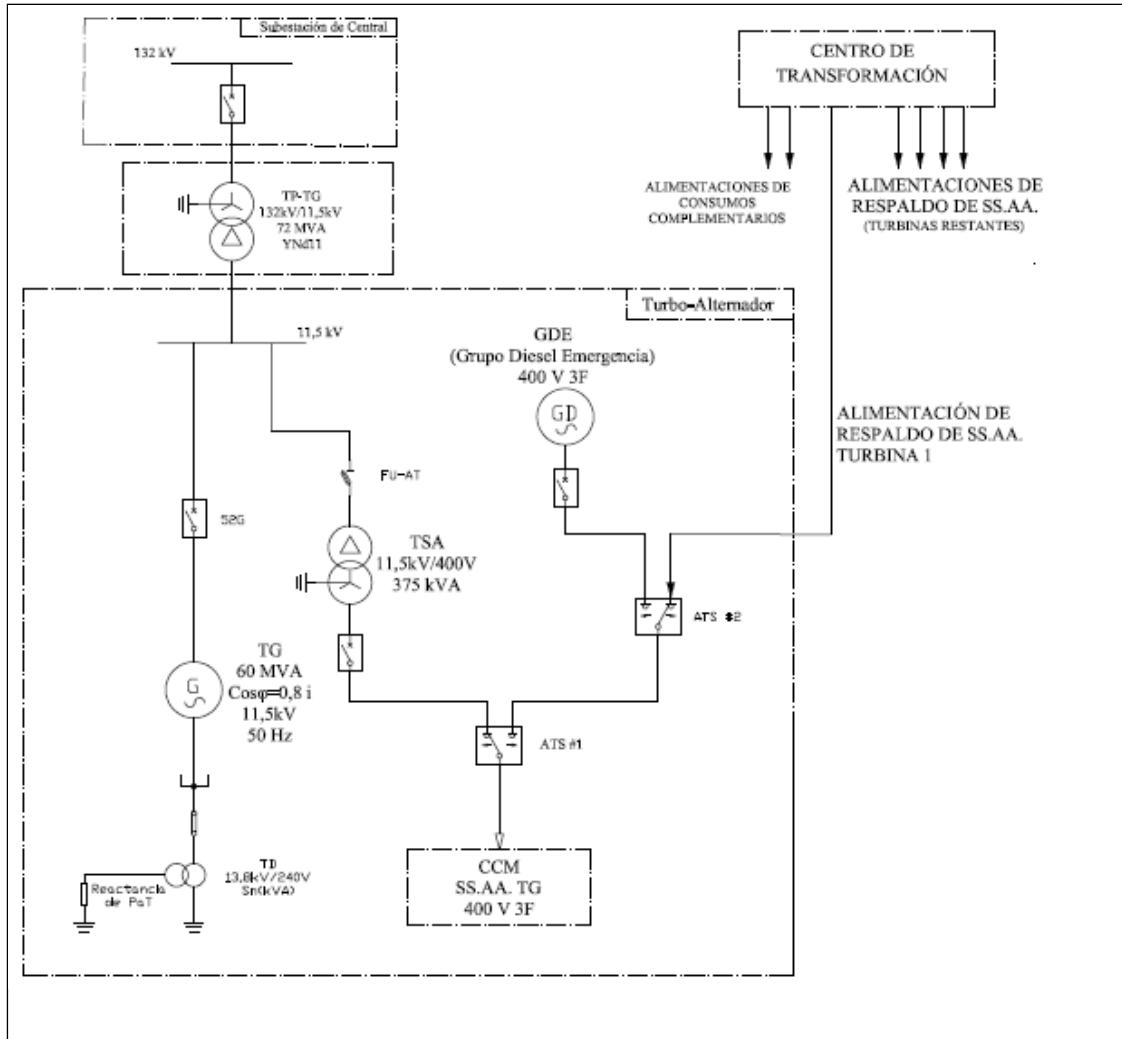 Subestación de Central
132 kV
TP-TG
132kV/11,5kV
72 MVA
YNd11
CENTRO DE
TRANSFORMACIÓN
ALIMENTACIONES DE
CONSUMOS
COMPLEMENTARIOS
ALIMENTACIONES DE
RESPALDO DE SS.AA.
(TURBINAS RESTANTES)
Turbo-Alternador
11,5 kV
GDE
(Grupo Diesel Emergencia)
400 V 3F
GD
ALIMENTACIÓN DE
RESPALDO DE SS.AA.
TURBINA 1
FU-AT
52G
TSA
11,5kV/400V
375 kVA
ATS #2
TG
60 MVA
Cosφ=0,8 i
11,5kV
50 Hz
G
ATS #1
TD
13,8kV/240V
Sn(kVA)
Reactancia
de PaT
CCM
SS.AA. TG
400 V 3F